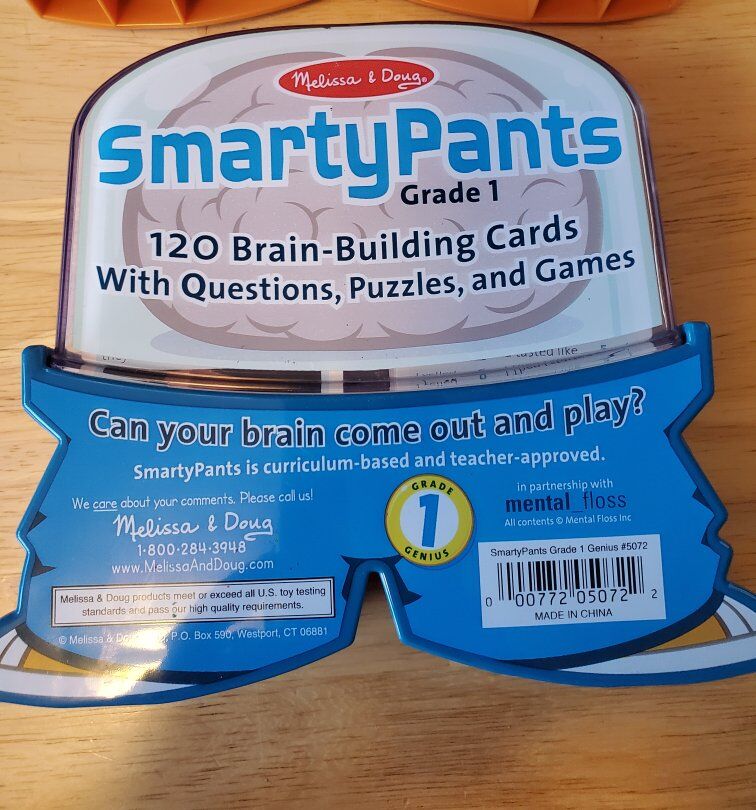 Melissa & Doug®
SmartyPants
Grade 1
120 Brain-Building Cards
With Questions, Puzzles, and Games
they
like
Can your brain come out and play?
SmartyPants is curriculum-based and teacher-approved.
We care about your comments. Please call us!
Melissa & Doug
1·800·284·3948
www.MelissaAndDoug.com
Melissa & Doug products meet or exceed all U.S. toy testing
standards and pass our high quality requirements.
© Melissa & P.O. Box 590, Westport, CT 06881
GRADE
1
GENIUS
in partnership with
mental_floss
All contents © Mental Floss Inc
SmartyPants Grade 1 Genius #5072
0 00772 05072 2
MADE IN CHINA